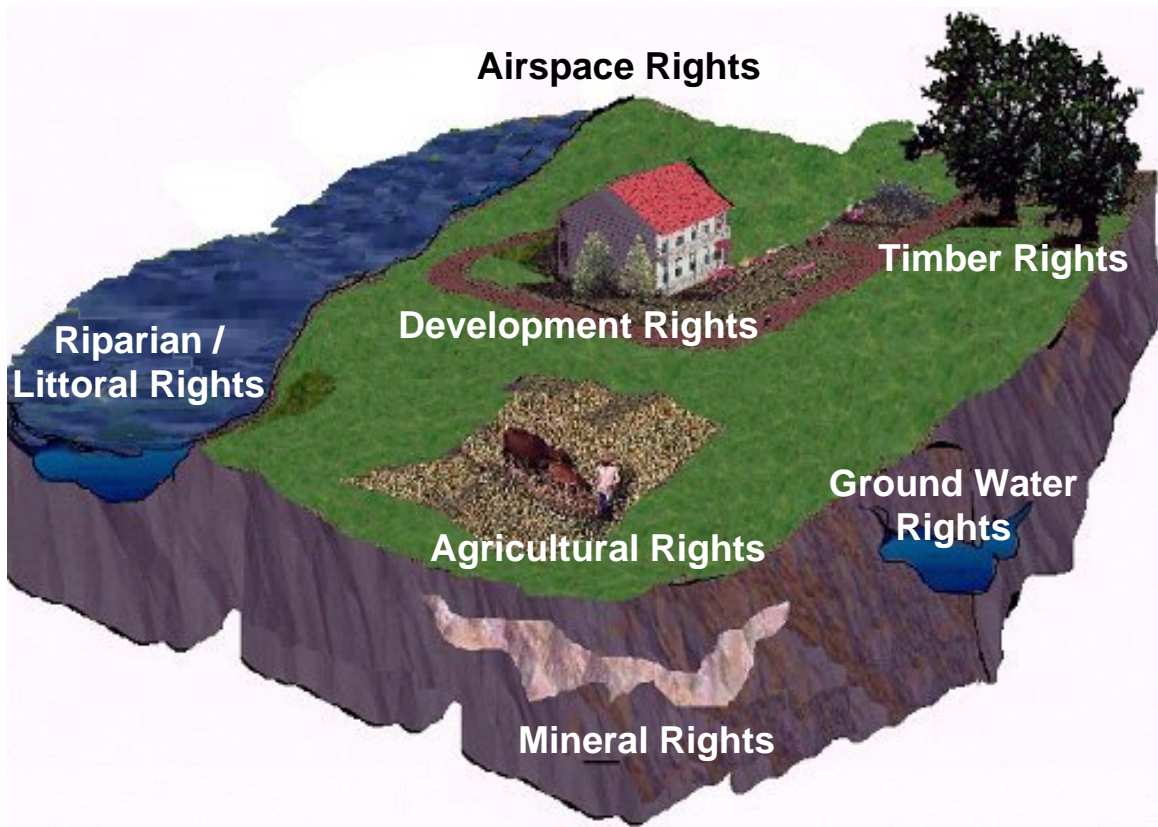 Airspace Rights
Timber Rights
Development Rights
Riparian /
Littoral Rights
Ground Water
Rights
Agricultural Rights
Mineral Rights